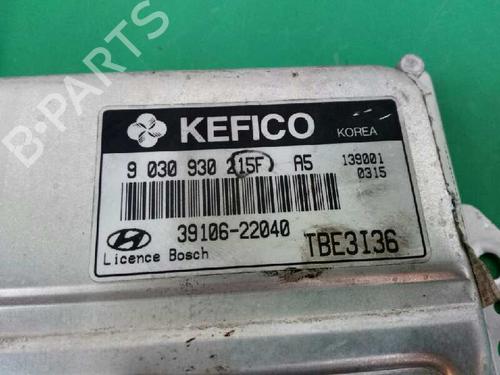 KEFICO
KOREA
9 030 930 215F A5
139001
0315
39106-22040
TBE3I36
Licence Bosch
B-PARTS